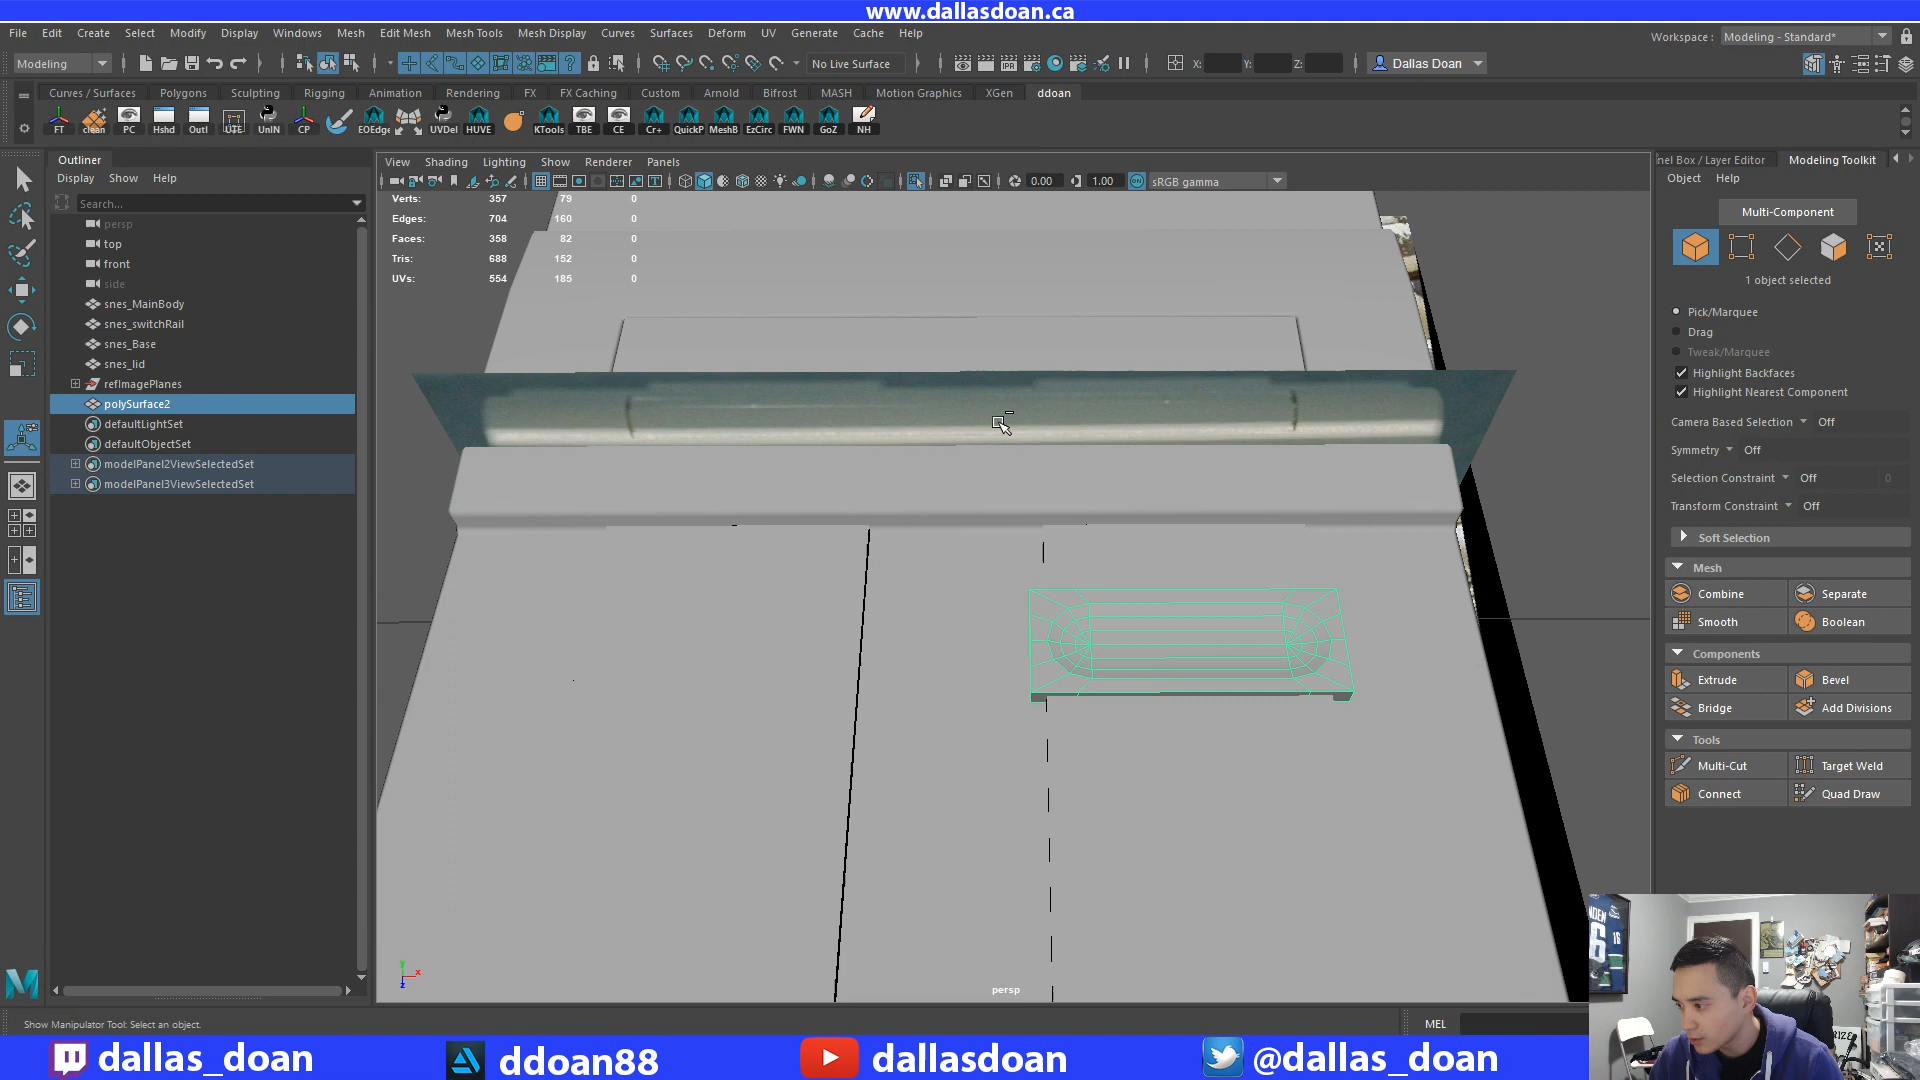 www.dallasdoan.ca
File Edit Create Select Modify Display Windows Mesh Edit Mesh Mesh Tools Mesh Display Curves Surfaces Deform UV Generate Cache Help
Workspace : Modeling - Standard*
Modeling No Live Surface X: Y: Z: Dallas Doan
Curves / Surfaces Polygons Sculpting Rigging Animation Rendering FX FX Caching Custom Arnold Bifrost MASH Motion Graphics XGen ddoan
FT clean PC Hshd Outl UTE UnIN CP EOEdge UVDel HUVE KTools TBE CE Cr+ QuickP MeshB EzCirc FWN GoZ NH
Outliner
Display Show Help
Search...
persp
top
front
side
snes_MainBody
snes_switchRail
snes_Base
snes_lid
refImagePlanes
polySurface2
defaultLightSet
defaultObjectSet
modelPanel2ViewSelectedSet
modelPanel3ViewSelectedSet
View Shading Lighting Show Renderer Panels
0.00 1.00 ON sRGB gamma
Verts: 357 79 0
Edges: 704 160 0
Faces: 358 82 0
Tris: 688 152 0
UVs: 554 185 0
persp
y x z
nel Box / Layer Editor Modeling Toolkit
Object Help
Multi-Component
1 object selected
Pick/Marquee
Drag
Tweak/Marquee
Highlight Backfaces
Highlight Nearest Component
Camera Based Selection Off
Symmetry Off
Selection Constraint Off 0
Transform Constraint Off
Soft Selection
Mesh
Combine Separate
Smooth Boolean
Components
Extrude Bevel
Bridge Add Divisions
Tools
Multi-Cut Target Weld
Connect Quad Draw
Show Manipulator Tool: Select an object.
MEL
dallas_doan ddoan88 dallasdoan @dallas_doan